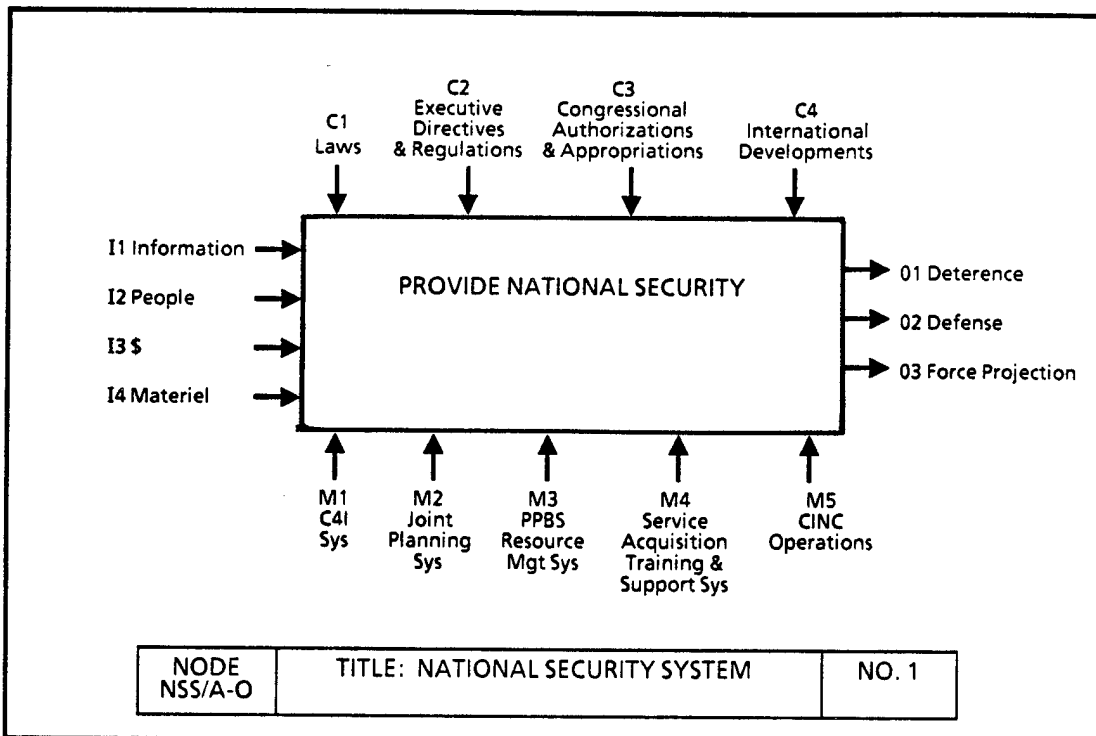 C1
Laws
C2
Executive
Directives
& Regulations
C3
Congressional
Authorizations
& Appropriations
C4
International
Developments
I1 Information
I2 People
I3 $
I4 Materiel
PROVIDE NATIONAL SECURITY
01 Deterence
02 Defense
03 Force Projection
M1
C4I
Sys
M2
Joint
Planning
Sys
M3
PPBS
Resource
Mgt Sys
M4
Service
Acquisition
Training &
Support Sys
M5
CINC
Operations
NODE
NSS/A-O
TITLE: NATIONAL SECURITY SYSTEM
NO. 1